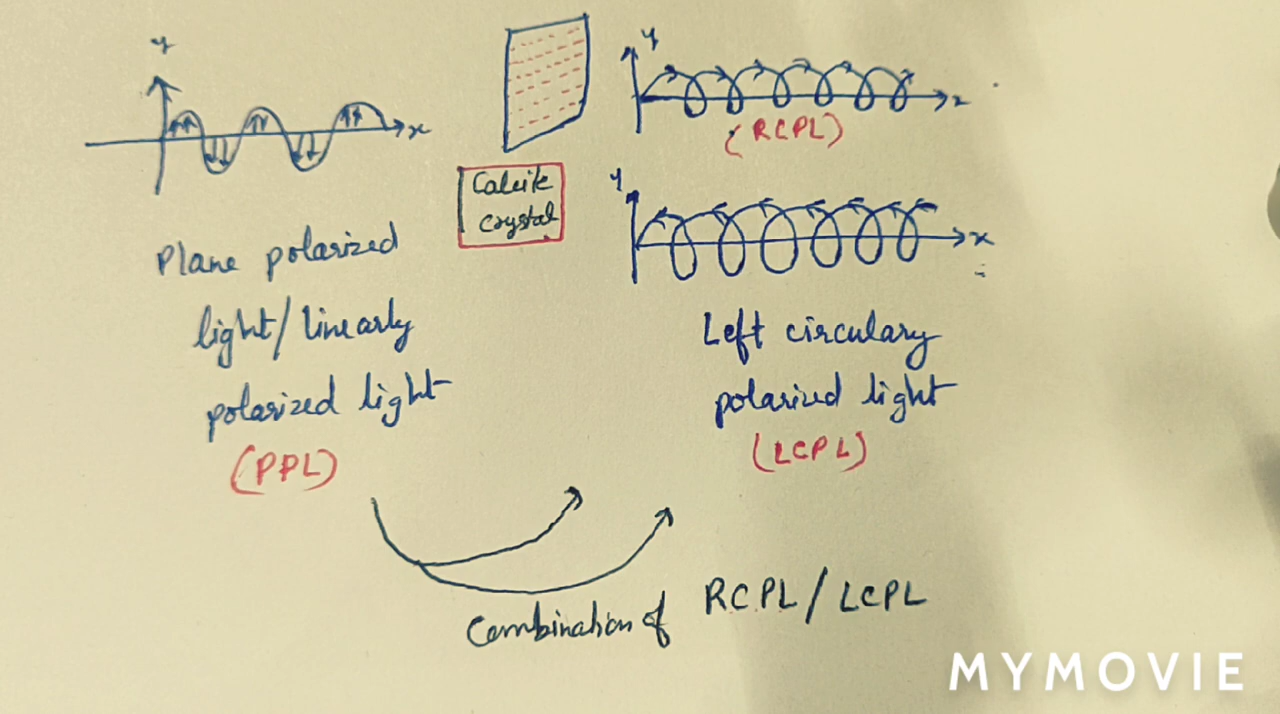 y
x
Plane polarized
light/linearly
polarized light
(PPL)
Calcite
crystal
y
x
(RCPL)
y
x
Left circulary
polarized light
(LCPL)
Combination of RCPL/LCPL
MYMOVIE